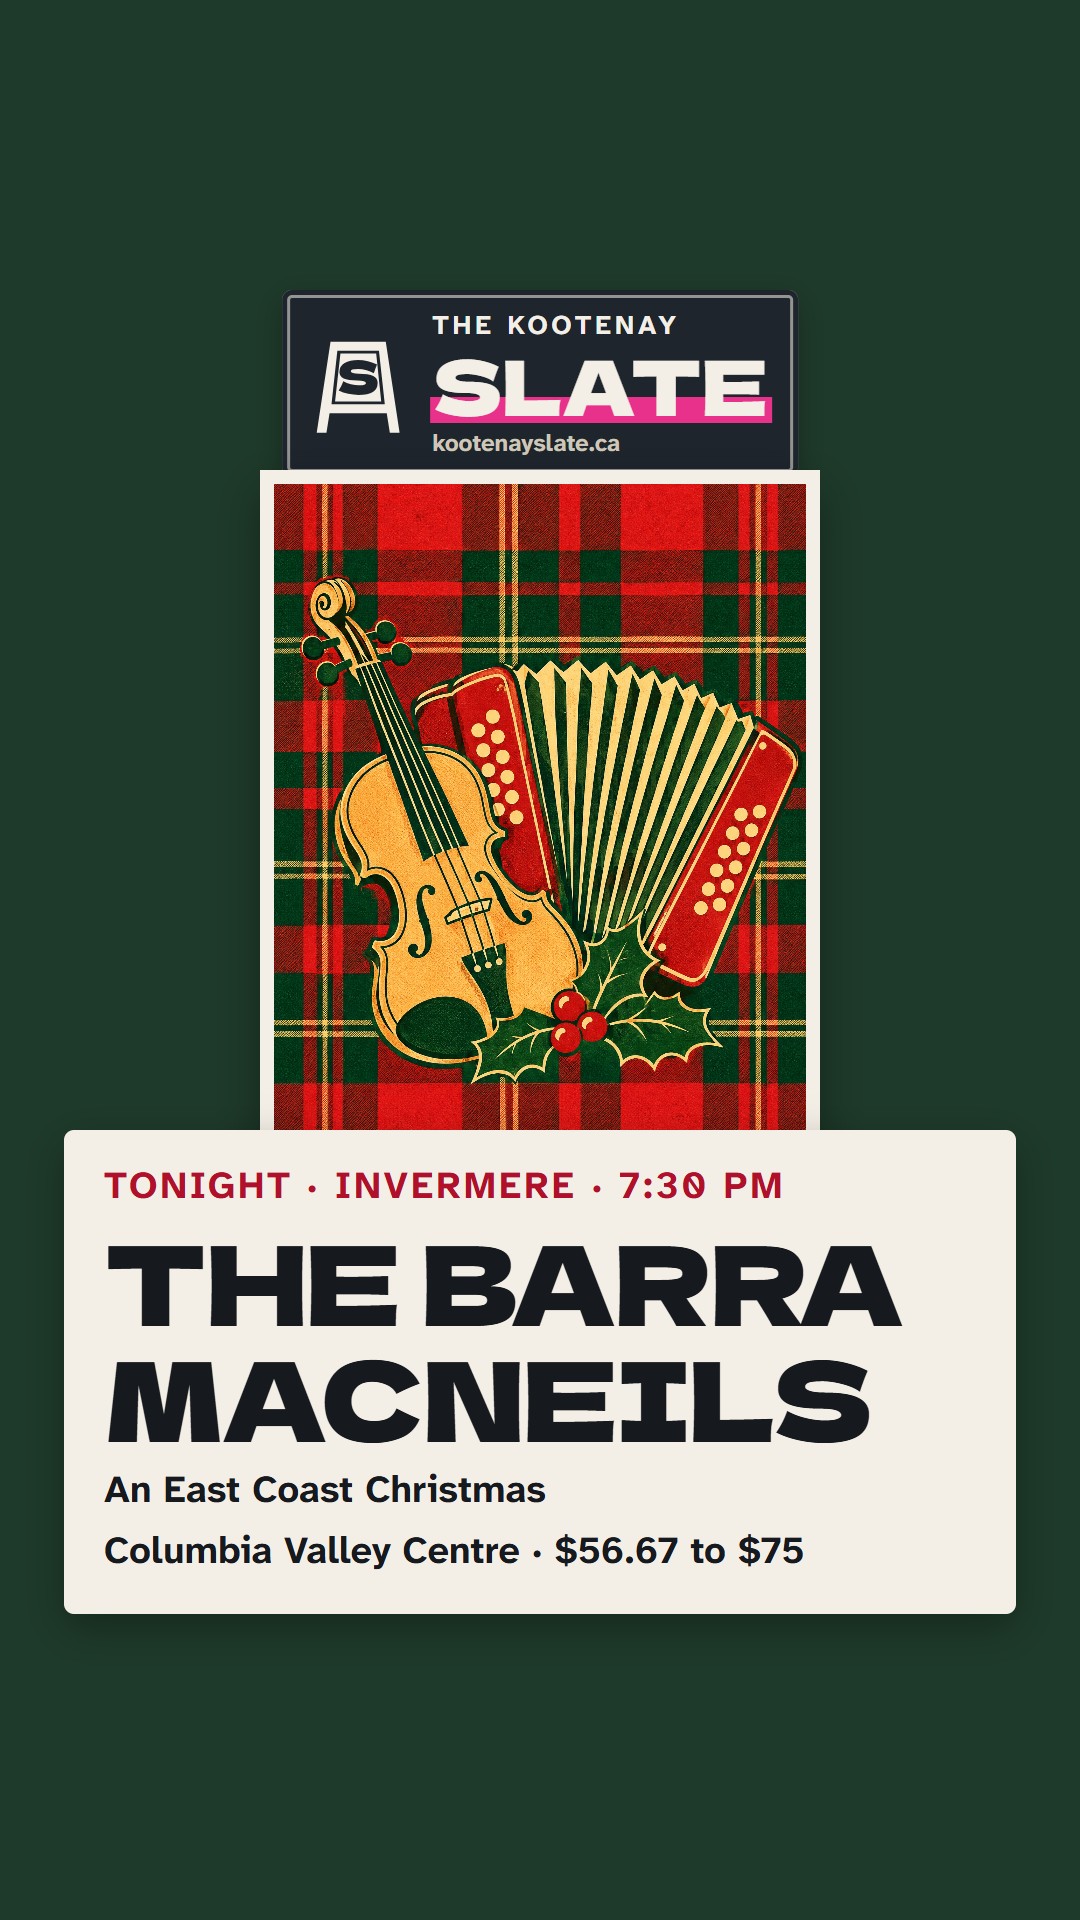 THE KOOTENAY
S SLATE
kootenayslate.ca
TONIGHT · INVERMERE · 7:30 PM
THE BARRA
MACNEILS
An East Coast Christmas
Columbia Valley Centre · $56.67 to $75